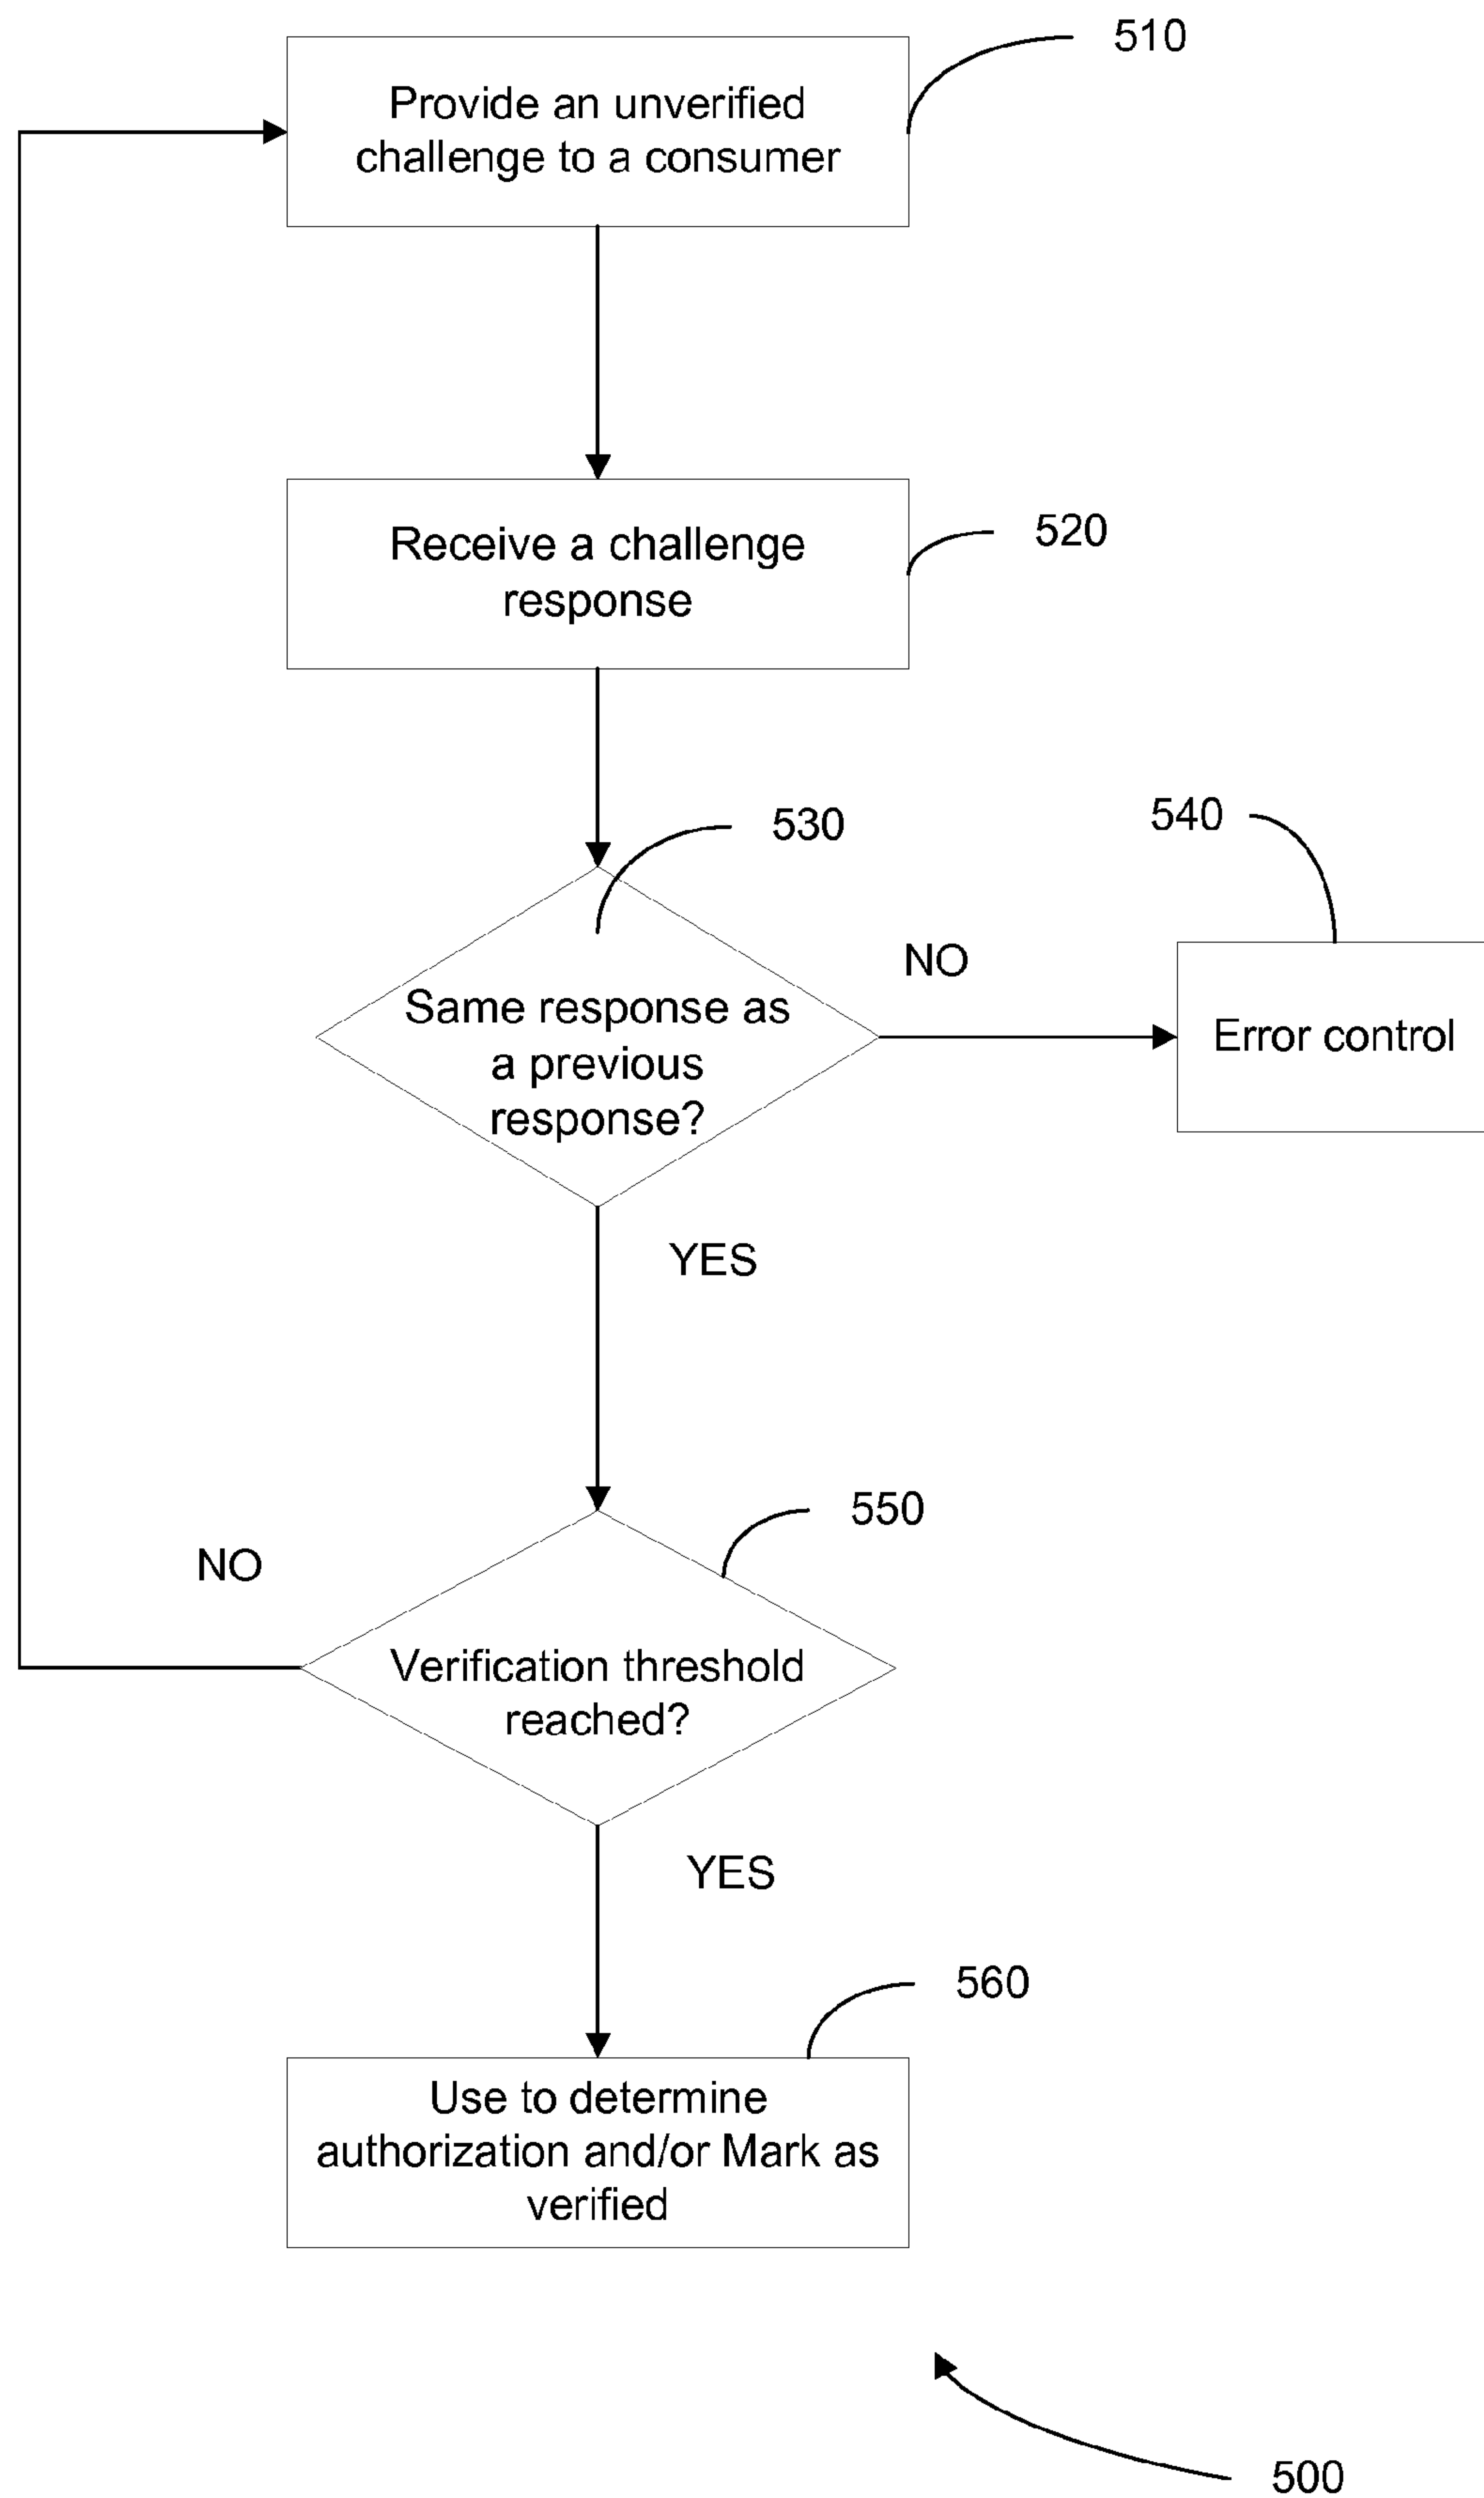 510
Provide an unverified
challenge to a consumer
520
Receive a challenge
response
530
540
NO
Same response as
a previous
response?
Error control
YES
550
NO
Verification threshold
reached?
YES
560
Use to determine
authorization and/or Mark as
verified
500